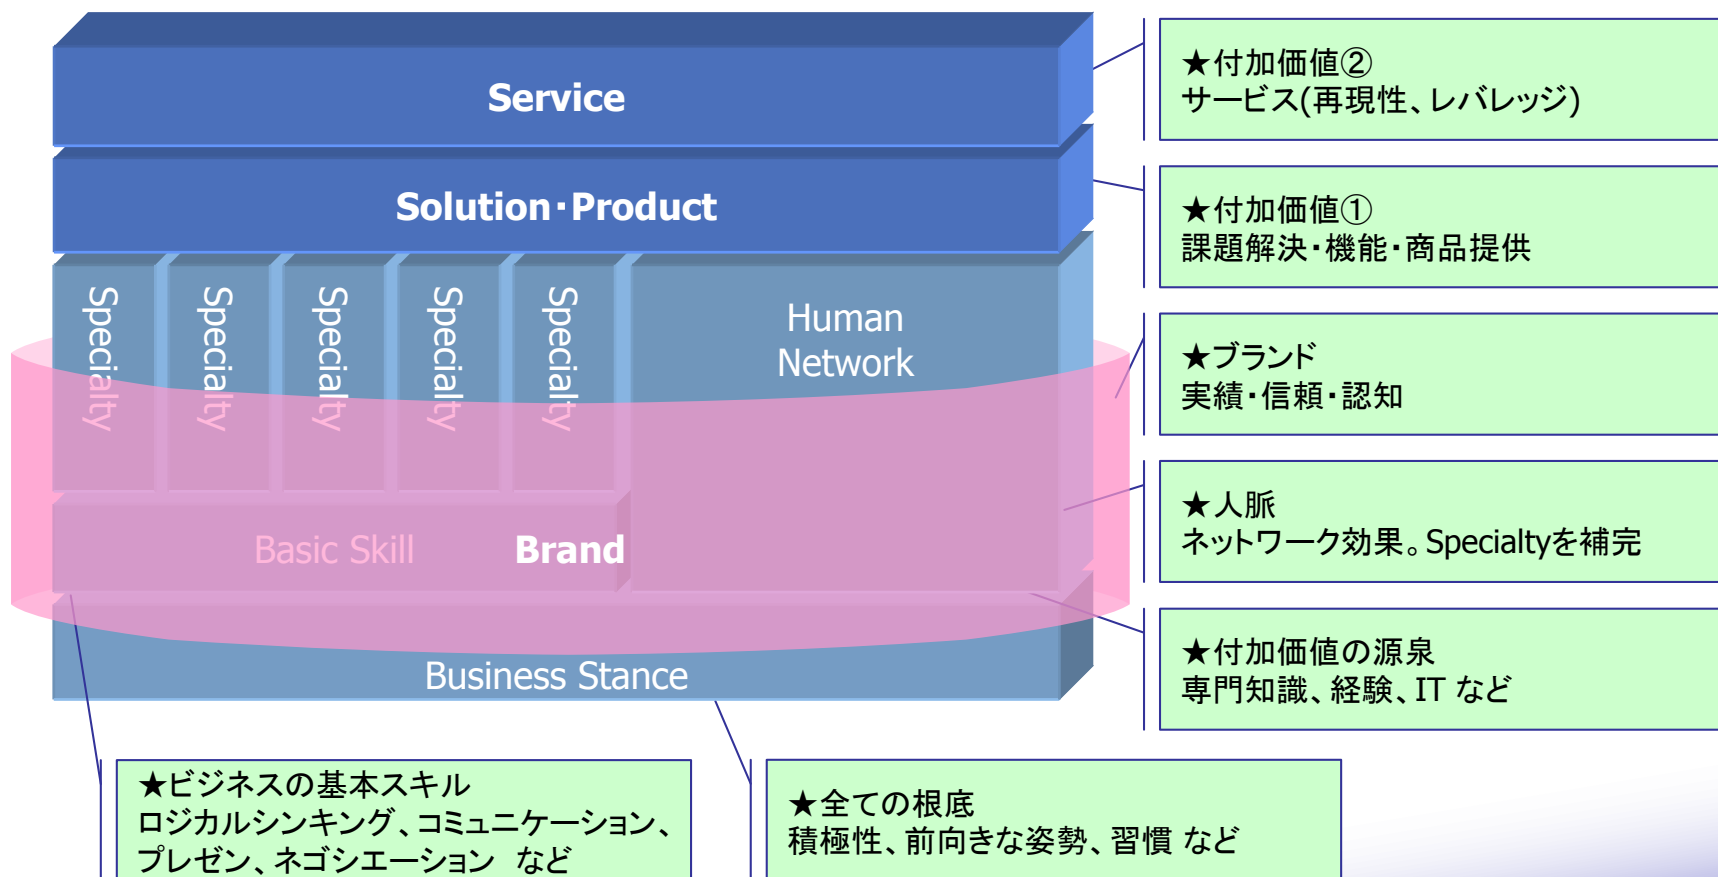 Service
★付加価値②
サービス(再現性、レバレッジ)
Solution・Product
★付加価値①
課題解決・機能・商品提供
Specialty
Specialty
Specialty
Specialty
Specialty
Human
Network
★ブランド
実績・信頼・認知
★人脈
ネットワーク効果。Specialtyを補完
Basic Skill
Brand
★付加価値の源泉
専門知識、経験、IT など
Business Stance
★ビジネスの基本スキル
ロジカルシンキング、コミュニケーション、
プレゼン、ネゴシエーション など
★全ての根底
積極性、前向きな姿勢、習慣 など